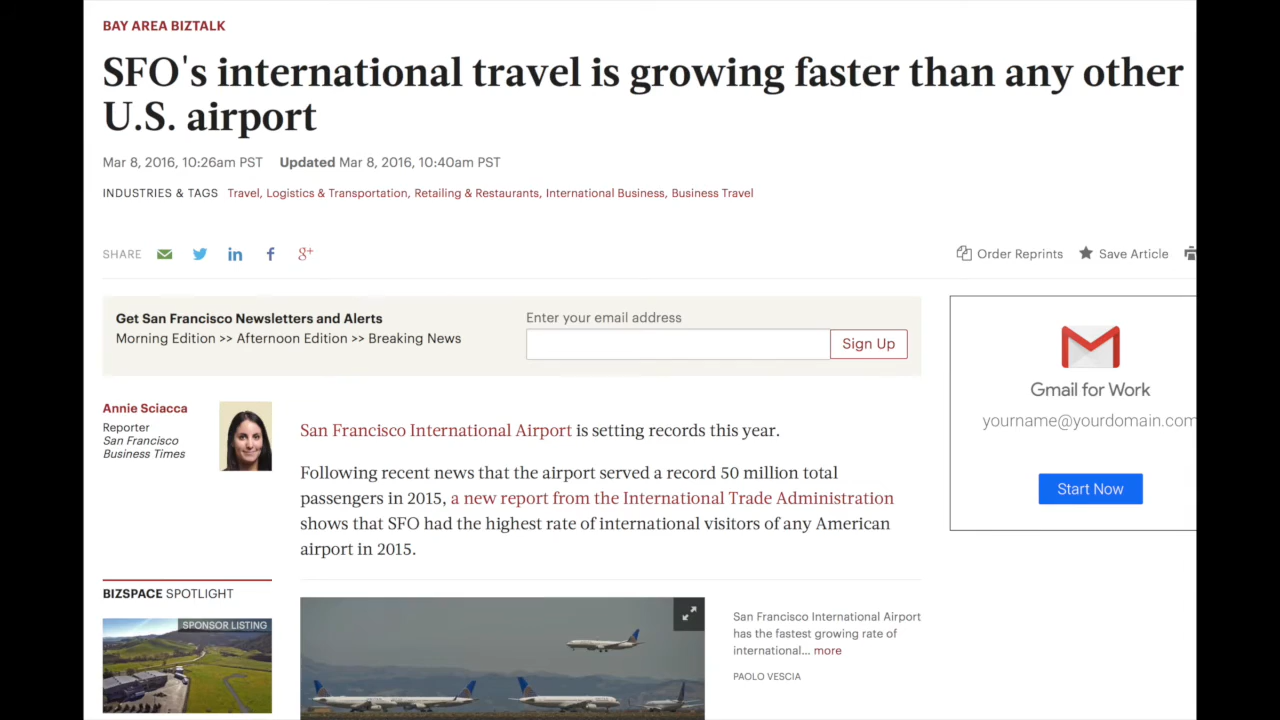 BAY AREA BIZTALK
SFO's international travel is growing faster than any other
U.S. airport
Mar 8, 2016, 10:26am PST Updated Mar 8, 2016, 10:40am PST
INDUSTRIES & TAGS Travel, Logistics & Transportation, Retailing & Restaurants, International Business, Business Travel
SHARE
Order Reprints Save Article
Get San Francisco Newsletters and Alerts
Morning Edition >> Afternoon Edition >> Breaking News
Enter your email address
Sign Up
Gmail for Work
yourname@yourdomain.com
Start Now
Annie Sciacca
Reporter
San Francisco
Business Times
San Francisco International Airport is setting records this year.
Following recent news that the airport served a record 50 million total
passengers in 2015, a new report from the International Trade Administration
shows that SFO had the highest rate of international visitors of any American
airport in 2015.
BIZSPACE SPOTLIGHT
SPONSOR LISTING
San Francisco International Airport
has the fastest growing rate of
international... more
PAOLO VESCIA